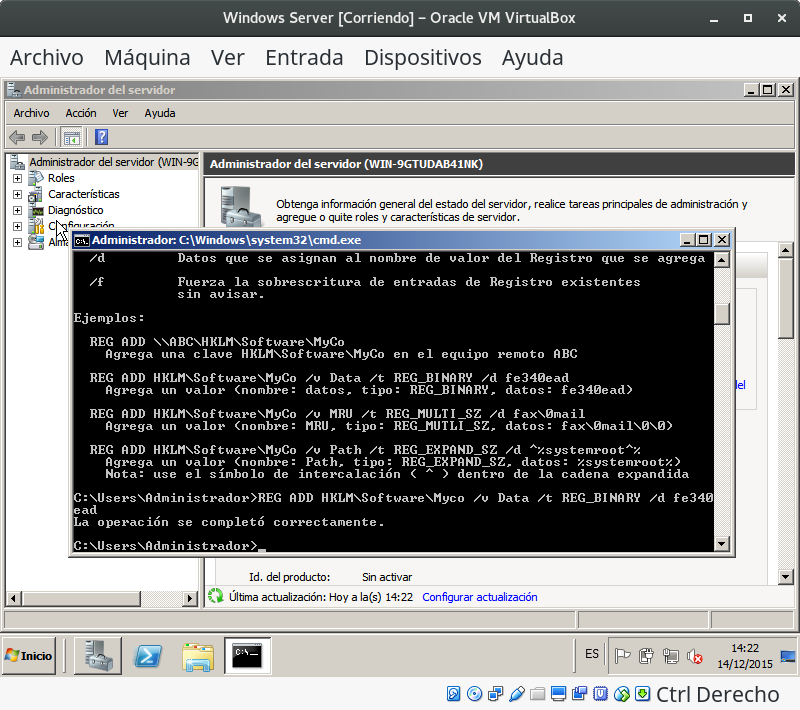 Windows Server [Corriendo] – Oracle VM VirtualBox
Archivo Máquina Ver Entrada Dispositivos Ayuda
Administrador del servidor
Archivo Acción Ver Ayuda
Administrador del servidor (WIN-9G
Roles
Características
Diagnóstico
Configuración
Administrador del servidor (WIN-9GTUDAB41NK)
Obtenga información general del estado del servidor, realice tareas principales de administración y
agregue o quite roles y características de servidor.
Administrador: C:\Windows\system32\cmd.exe
/d Datos que se asignan al nombre de valor del Registro que se agrega
/f Fuerza la sobrescritura de entradas de Registro existentes
sin avisar.
Ejemplos:
REG ADD \\ABC\HKLM\Software\MyCo
Agrega una clave HKLM\Software\MyCo en el equipo remoto ABC
REG ADD HKLM\Software\MyCo /v Data /t REG_BINARY /d fe340ead
Agrega un valor (nombre: datos, tipo: REG_BINARY, datos: fe340ead)
REG ADD HKLM\Software\MyCo /v MRU /t REG_MULTI_SZ /d fax\0mail
Agrega un valor (nombre: MRU, tipo: REG_MUTLI_SZ, datos: fax\0mail\0\0)
REG ADD HKLM\Software\MyCo /v Path /t REG_EXPAND_SZ /d ^%systemroot^%
Agrega un valor (nombre: Path, tipo: REG_EXPAND_SZ, datos: %systemroot%)
Nota: use el símbolo de intercalación ( ^ ) dentro de la cadena expandida
C:\Users\Administrador>REG ADD HKLM\Software\Myco /v Data /t REG_BINARY /d fe340
ead
La operación se completó correctamente.
C:\Users\Administrador>_
del
Id. del producto: Sin activar
Última actualización: Hoy a la(s) 14:22 Configurar actualización
Inicio
ES
14:22
14/12/2015
Ctrl Derecho